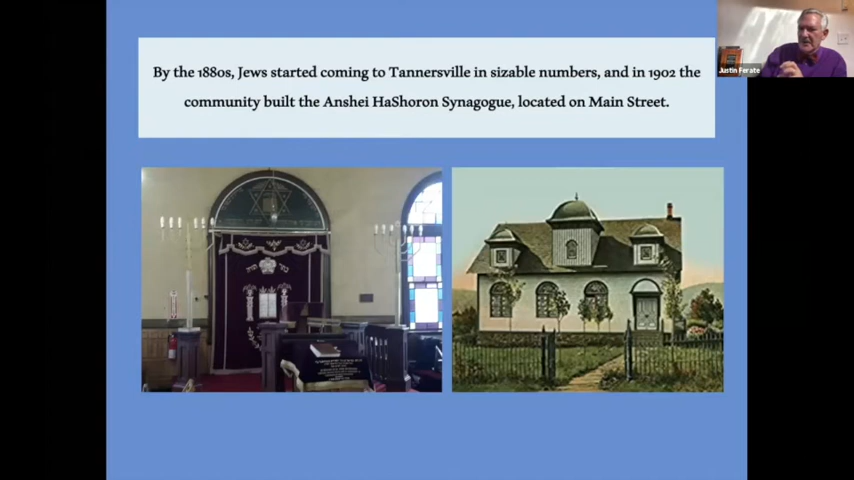 By the 1880s, Jews started coming to Tannersville in sizable numbers, and in 1902 the
community built the Anshei HaShoron Synagogue, located on Main Street.
Justin Ferate